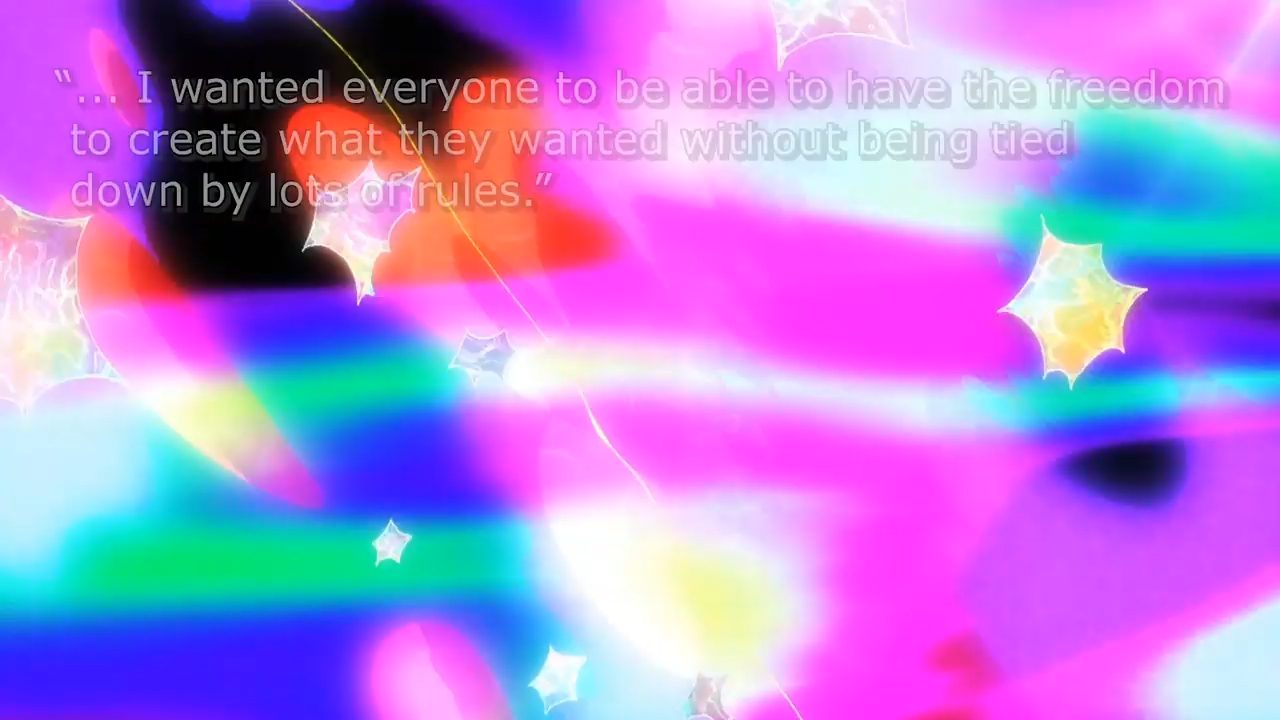 “... I wanted everyone to be able to have the freedom
to create what they wanted without being tied
down by lots of rules.”